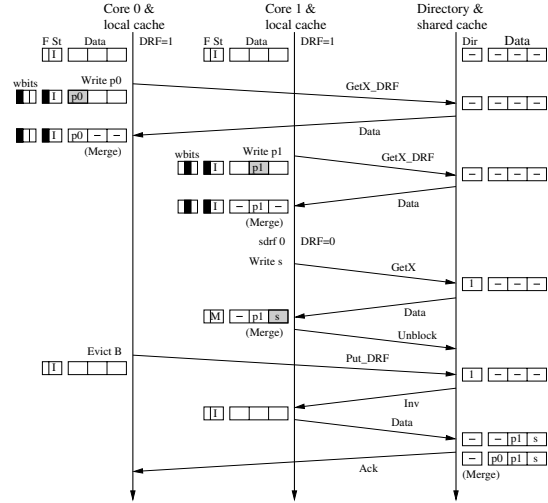 Core 0 & Core 1 & Directory &
local cache local cache shared cache
F St Data DRF=1 F St Data DRF=1 Dir Data
I I – – – –
wbits Write p0
I p0 GetX_DRF – – – –
I p0 – – Data
(Merge) wbits Write p1 GetX_DRF
I p1 – – – –
I – p1 – Data
(Merge)
sdrf 0 DRF=0
Write s GetX
1 – – –
M – p1 s Data
(Merge) Unblock
Evict B Put_DRF
I 1 – – –
Inv
I Data
– – p1 s
– p0 p1 s
Ack (Merge)